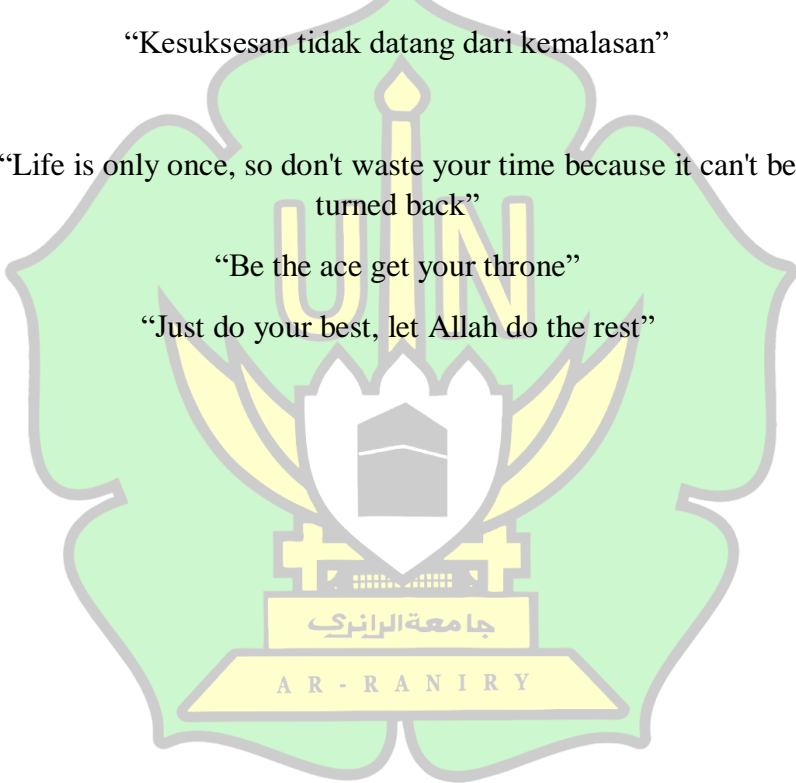 “Kesuksesan tidak datang dari kemalasan”
“Life is only once, so don't waste your time because it can't be
turned back”
UIN
“Be the ace get your throne”
“Just do your best, let Allah do the rest”
جامعة الرانري
AR-RANIRY